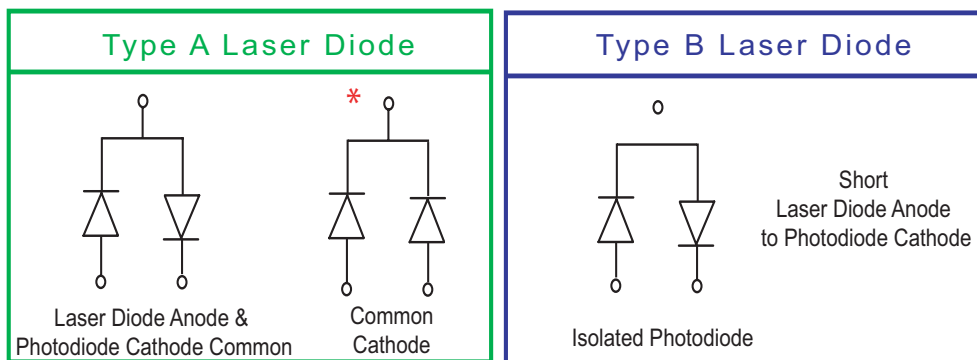 Type A Laser Diode
*
Laser Diode Anode &
Photodiode Cathode Common
Common
Cathode
Type B Laser Diode
Short
Laser Diode Anode
to Photodiode Cathode
Isolated Photodiode